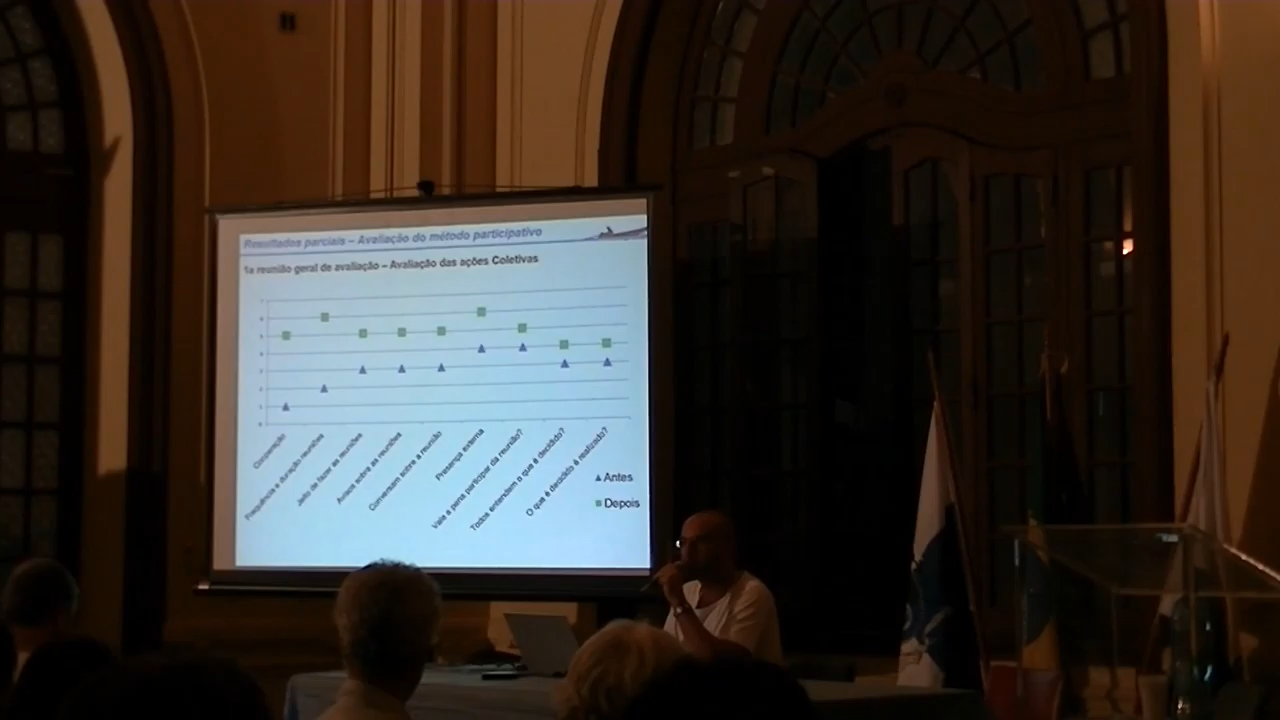 Resultados parciais – Avaliação do método participativo
1a reunião geral de avaliação – Avaliação das ações Coletivas
Cooperação
Frequência e duração reuniões
Jeito de fazer as reuniões
Avisos sobre as reuniões
Conversam sobre a reunião
Presença externa
Vale a pena participar da reunião?
Todos entendem o que é decidido?
O que é decidido é realizado?
Antes
Depois